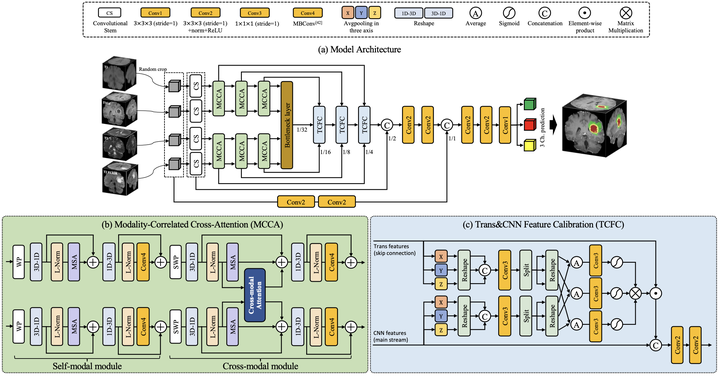 CS
Convolutional
Stem
Conv1
3×3×3 (stride=1)
Conv2
3×3×3 (stride=1)
+norm+ReLU
Conv3
1×1×1 (stride=1)
Conv4
MBConv[42]
X Y Z
Avgpooling in
three axis
1D-3D 3D-1D
Reshape
A
Average
Sigmoid
C
Concatenation
Element-wise
product
Matrix
Multiplication
(a) Model Architecture
Random crop
CS
CS
CS
CS
MCCA
MCCA
MCCA
MCCA
MCCA
MCCA
Bottleneck layer
1/32
TCFC
TCFC
TCFC
1/16
1/8
1/4
C
1/2
Conv2
Conv2
C
1/1
Conv2
Conv2
Conv1
3 Ch. prediction
Conv2
Conv2
(b) Modality-Correlated Cross-Attention (MCCA)
WP
3D-1D
L-Norm
MSA
1D-3D
L-Norm
Conv4
SWP
3D-1D
L-Norm
MSA
1D-3D
L-Norm
Conv4
Cross-modal
Attention
WP
3D-1D
L-Norm
MSA
1D-3D
L-Norm
Conv4
SWP
3D-1D
L-Norm
MSA
1D-3D
L-Norm
Conv4
Self-modal module
Cross-modal module
(c) Trans&CNN Feature Calibration (TCFC)
Trans features
(skip connection)
X
Y
Z
Reshape
C
Conv3
Split
Reshape
A
Conv3
A
Conv3
A
Conv3
X
Y
Z
Reshape
C
Conv3
Split
Reshape
CNN features
(main stream)
C
Conv2
Conv2